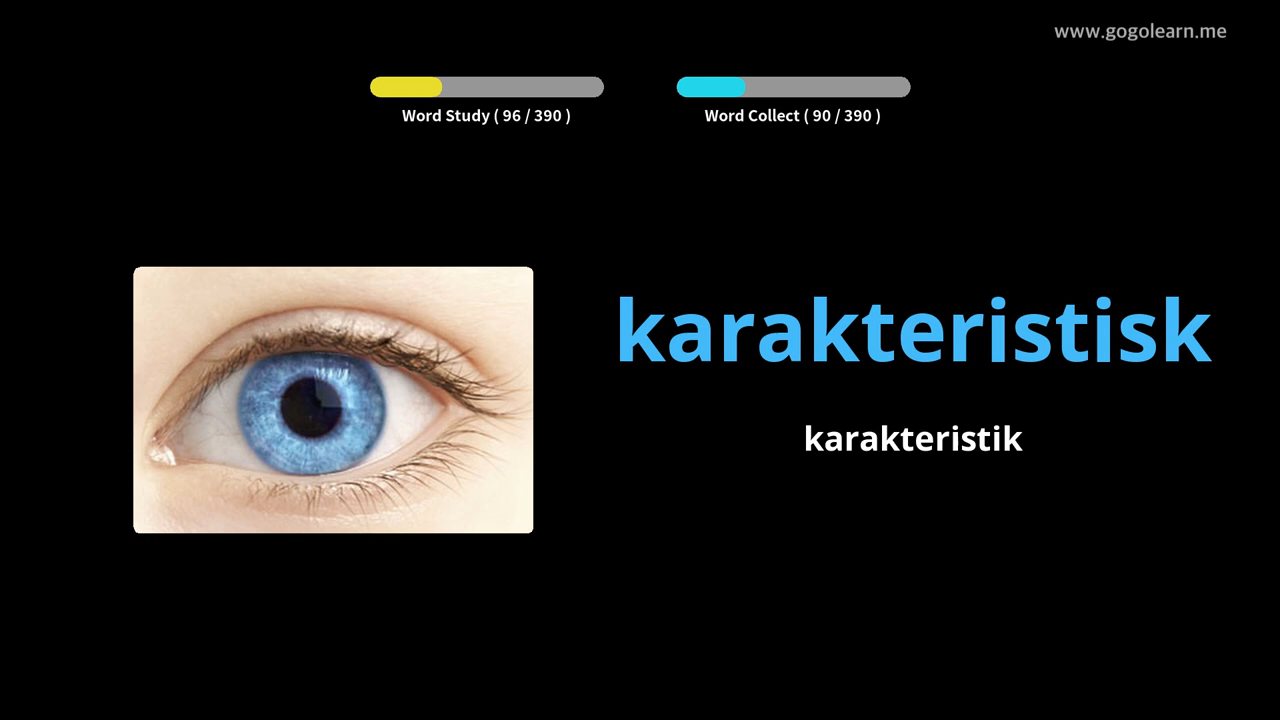 www.gogolearn.me
Word Study ( 96 / 390 )
Word Collect ( 90 / 390 )
karakteristisk
karakteristik